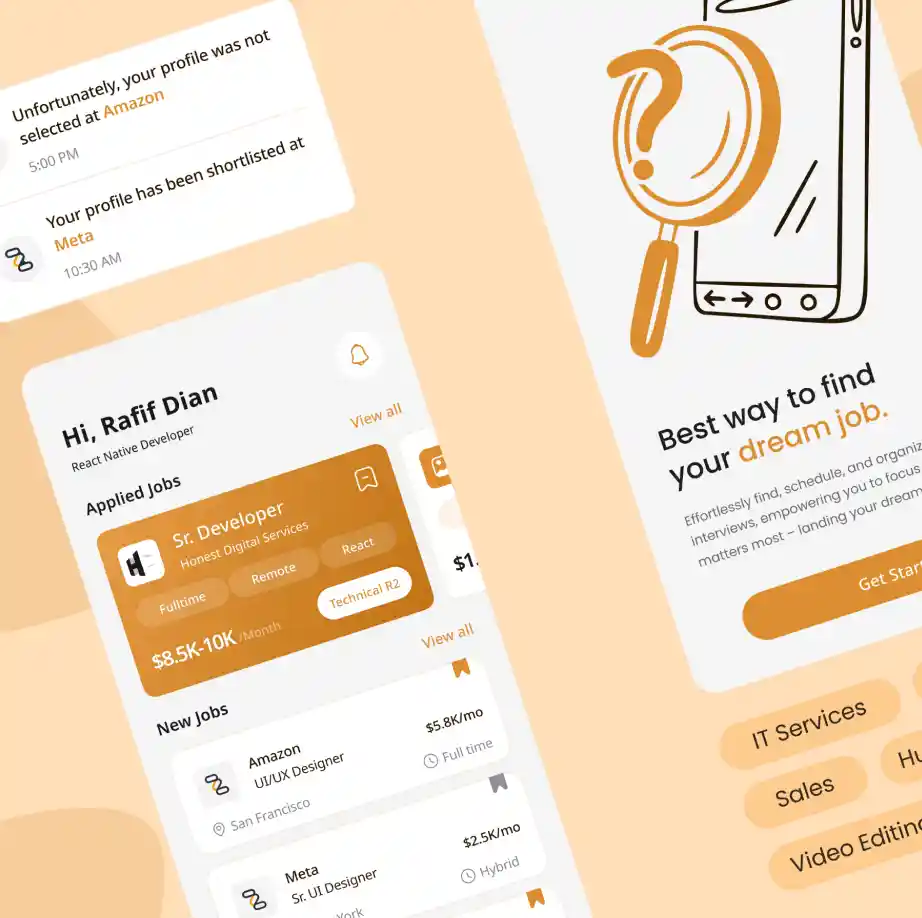 Unfortunately, your profile was not
selected at Amazon
5:00 PM
Your profile has been shortlisted at
Meta
10:30 AM
Hi, Rafif Dian
React Native Developer
Applied Jobs
View all
Sr. Developer
Honest Digital Services
Fulltime
Remote
React
$8.5K-10K /Month
Technical R2
$1.
New Jobs
View all
Amazon
UI/UX Designer
$5.8K/mo
San Francisco
Full time
Meta
Sr. UI Designer
$2.5K/mo
York
Hybrid
Best way to find
your dream job.
Effortlessly find, schedule, and
interviews, empowering you to focus
matters most – landing your dream
Get
IT Services
Sales
Video